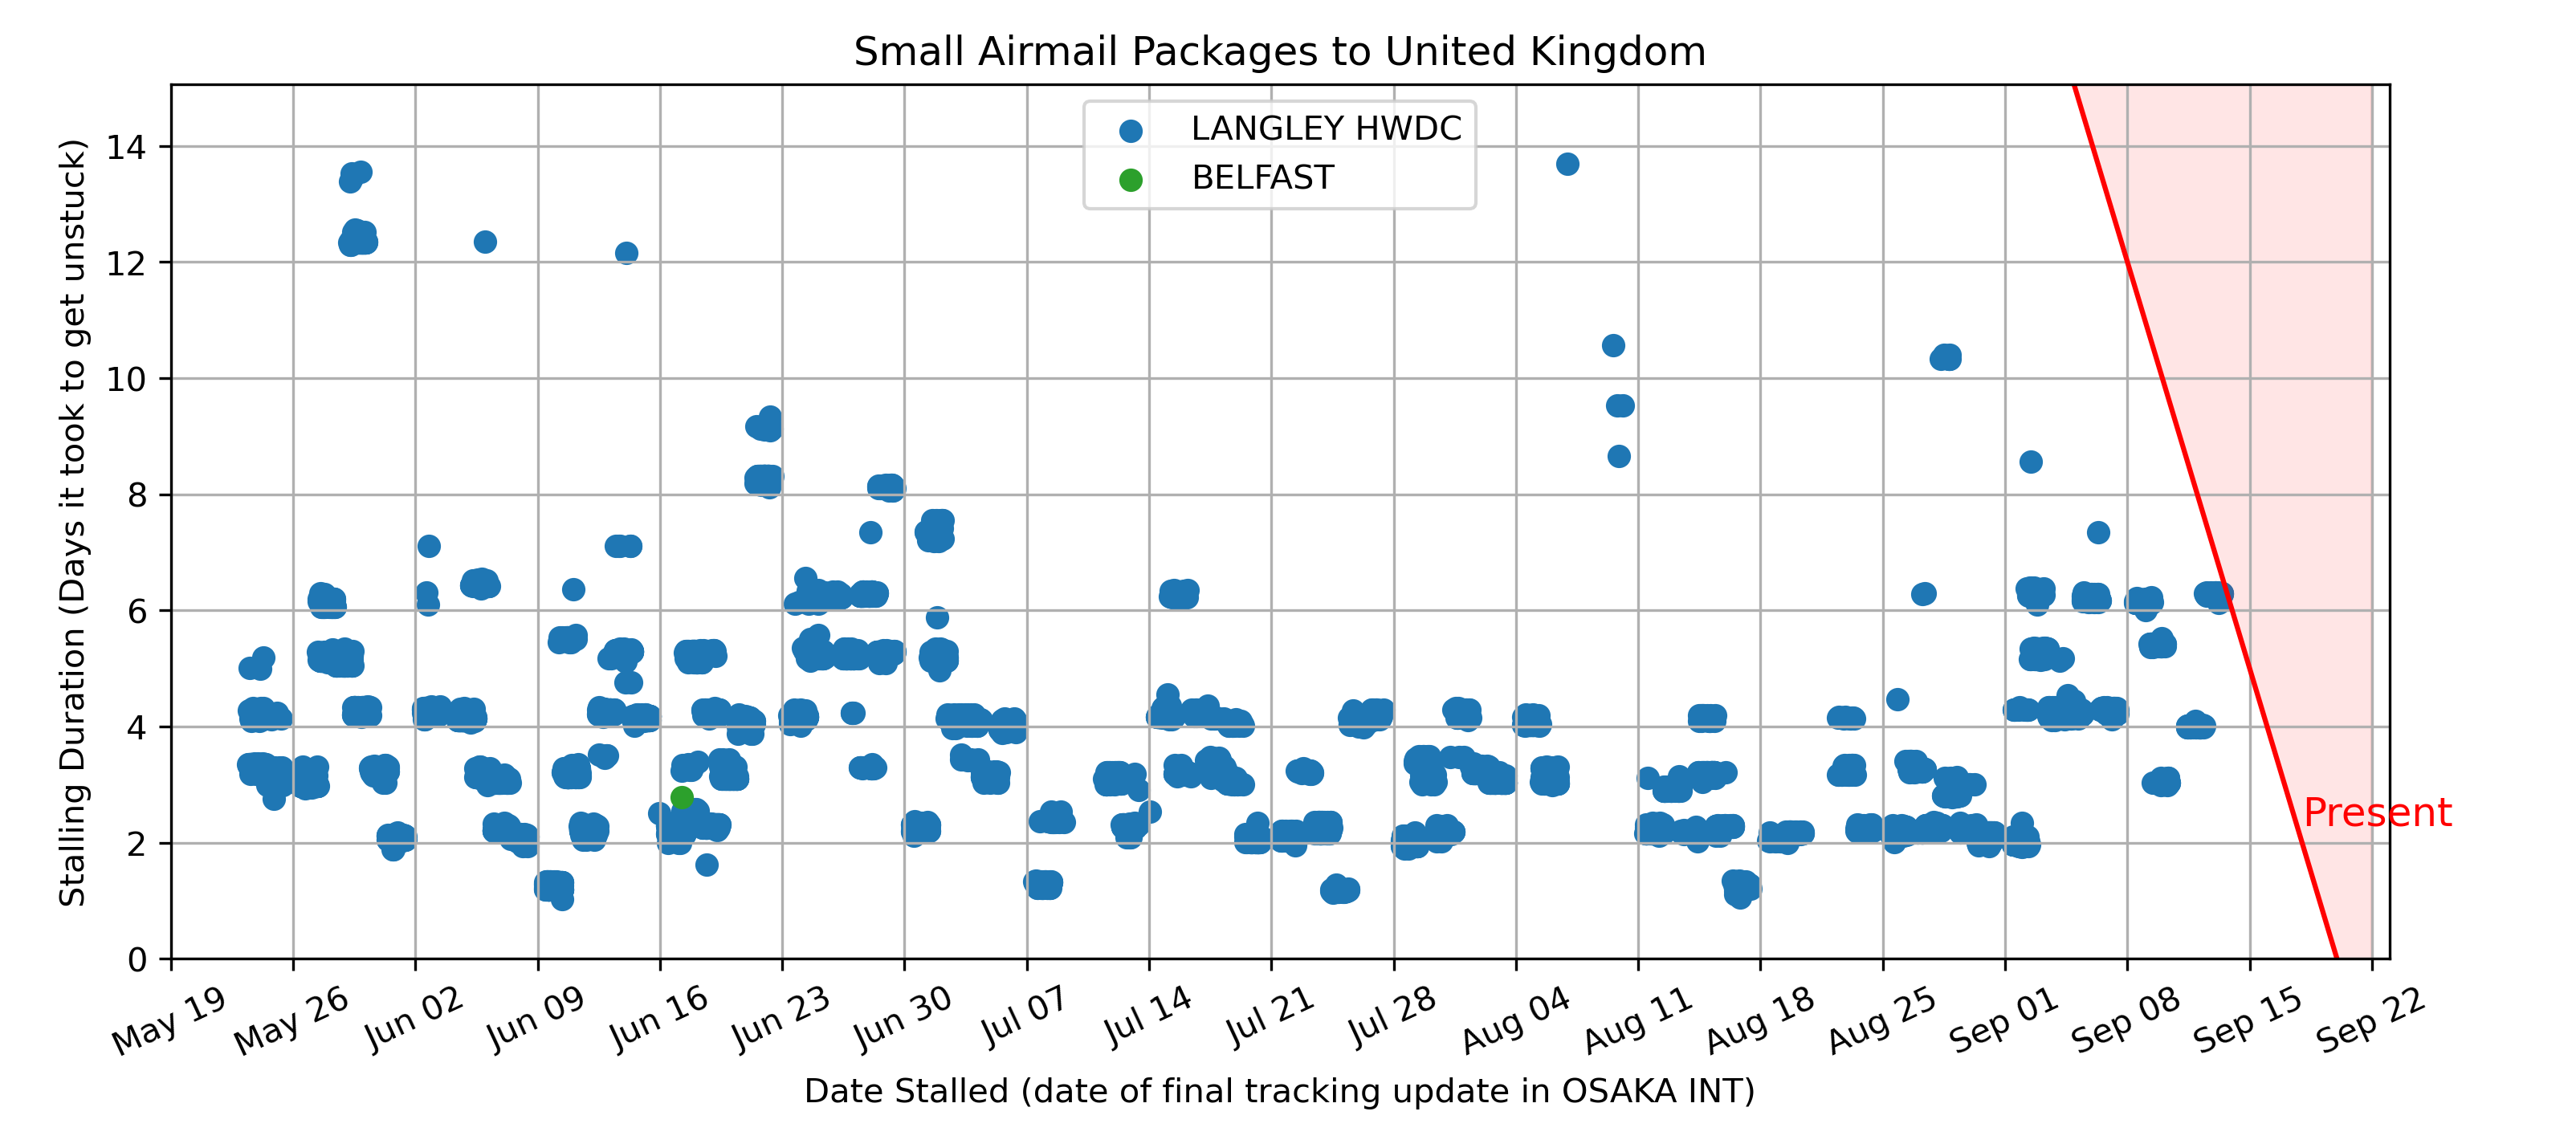 Small Airmail Packages to United Kingdom
LANGLEY HWDC
BELFAST
Stalling Duration (Days it took to get unstuck)
14
12
10
8
6
4
2
0
Present
May 19
May 26
Jun 02
Jun 09
Jun 16
Jun 23
Jun 30
Jul 07
Jul 14
Jul 21
Jul 28
Aug 04
Aug 11
Aug 18
Aug 25
Sep 01
Sep 08
Sep 15
Sep 22
Date Stalled (date of final tracking update in OSAKA INT)